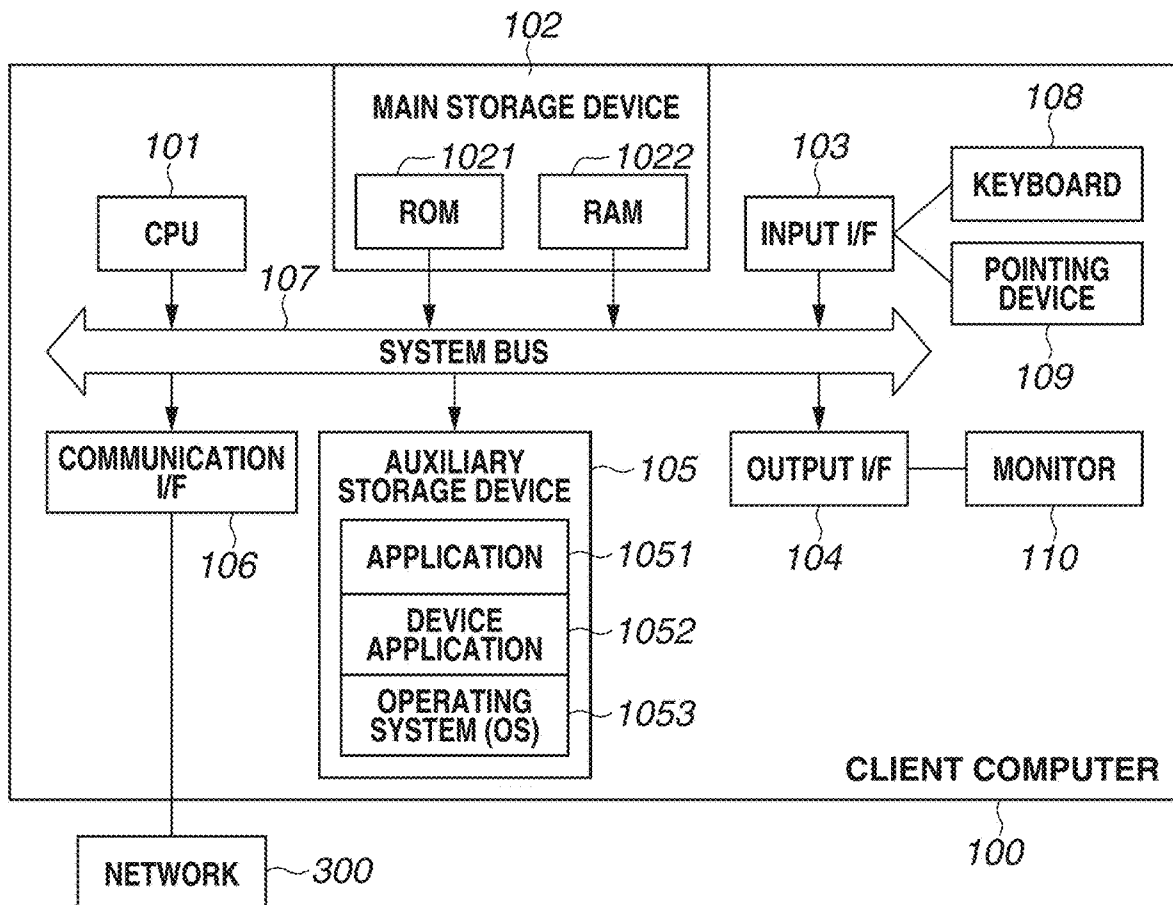 102
MAIN STORAGE DEVICE
108
101
1021
1022
103
KEYBOARD
CPU
ROM
RAM
INPUT I/F
POINTING
DEVICE
107
SYSTEM BUS
109
COMMUNICATION
I/F
AUXILIARY
STORAGE DEVICE
105
OUTPUT I/F
MONITOR
106
APPLICATION
1051
104
110
DEVICE
APPLICATION
1052
OPERATING
SYSTEM (OS)
1053
CLIENT COMPUTER
100
NETWORK
300